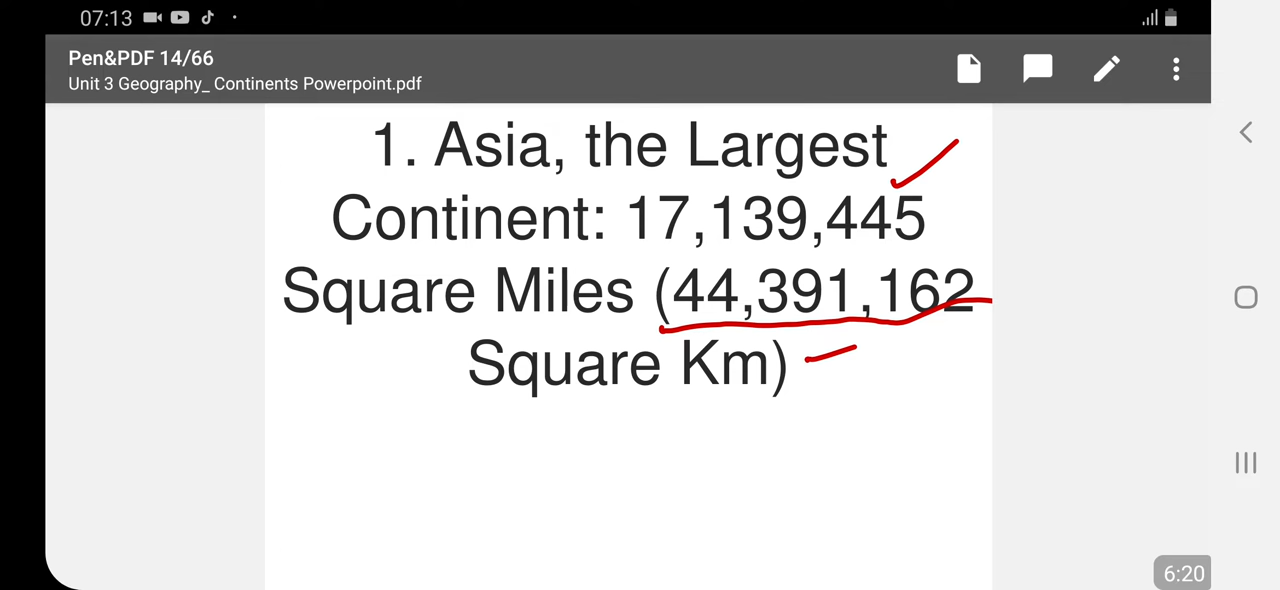 07:13
Pen&PDF 14/66
Unit 3 Geography_ Continents Powerpoint.pdf
1. Asia, the Largest
Continent: 17,139,445
Square Miles (44,391,162
Square Km)
6:20